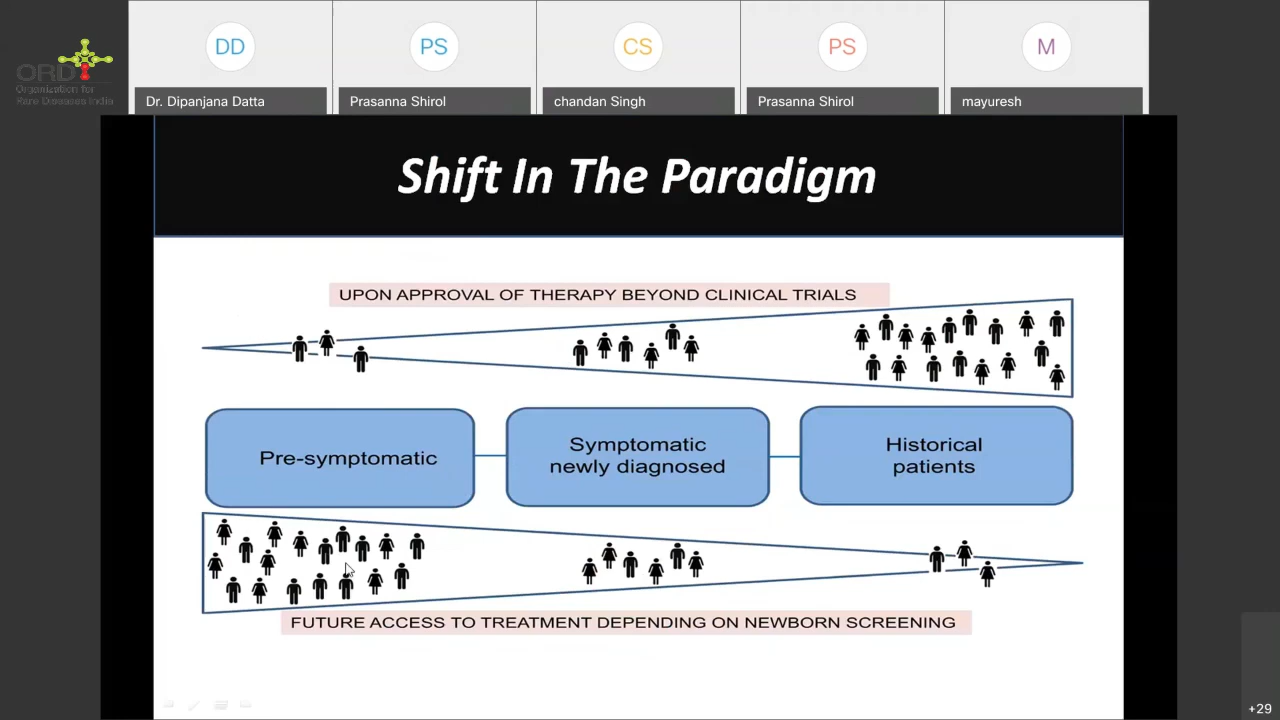 ORDI
Organization for
Rare Diseases India
DD
PS
CS
PS
M
Dr. Dipanjana Datta
Prasanna Shirol
chandan Singh
Prasanna Shirol
mayuresh
Shift In The Paradigm
UPON APPROVAL OF THERAPY BEYOND CLINICAL TRIALS
Pre-symptomatic
Symptomatic
newly diagnosed
Historical
patients
FUTURE ACCESS TO TREATMENT DEPENDING ON NEWBORN SCREENING
+29